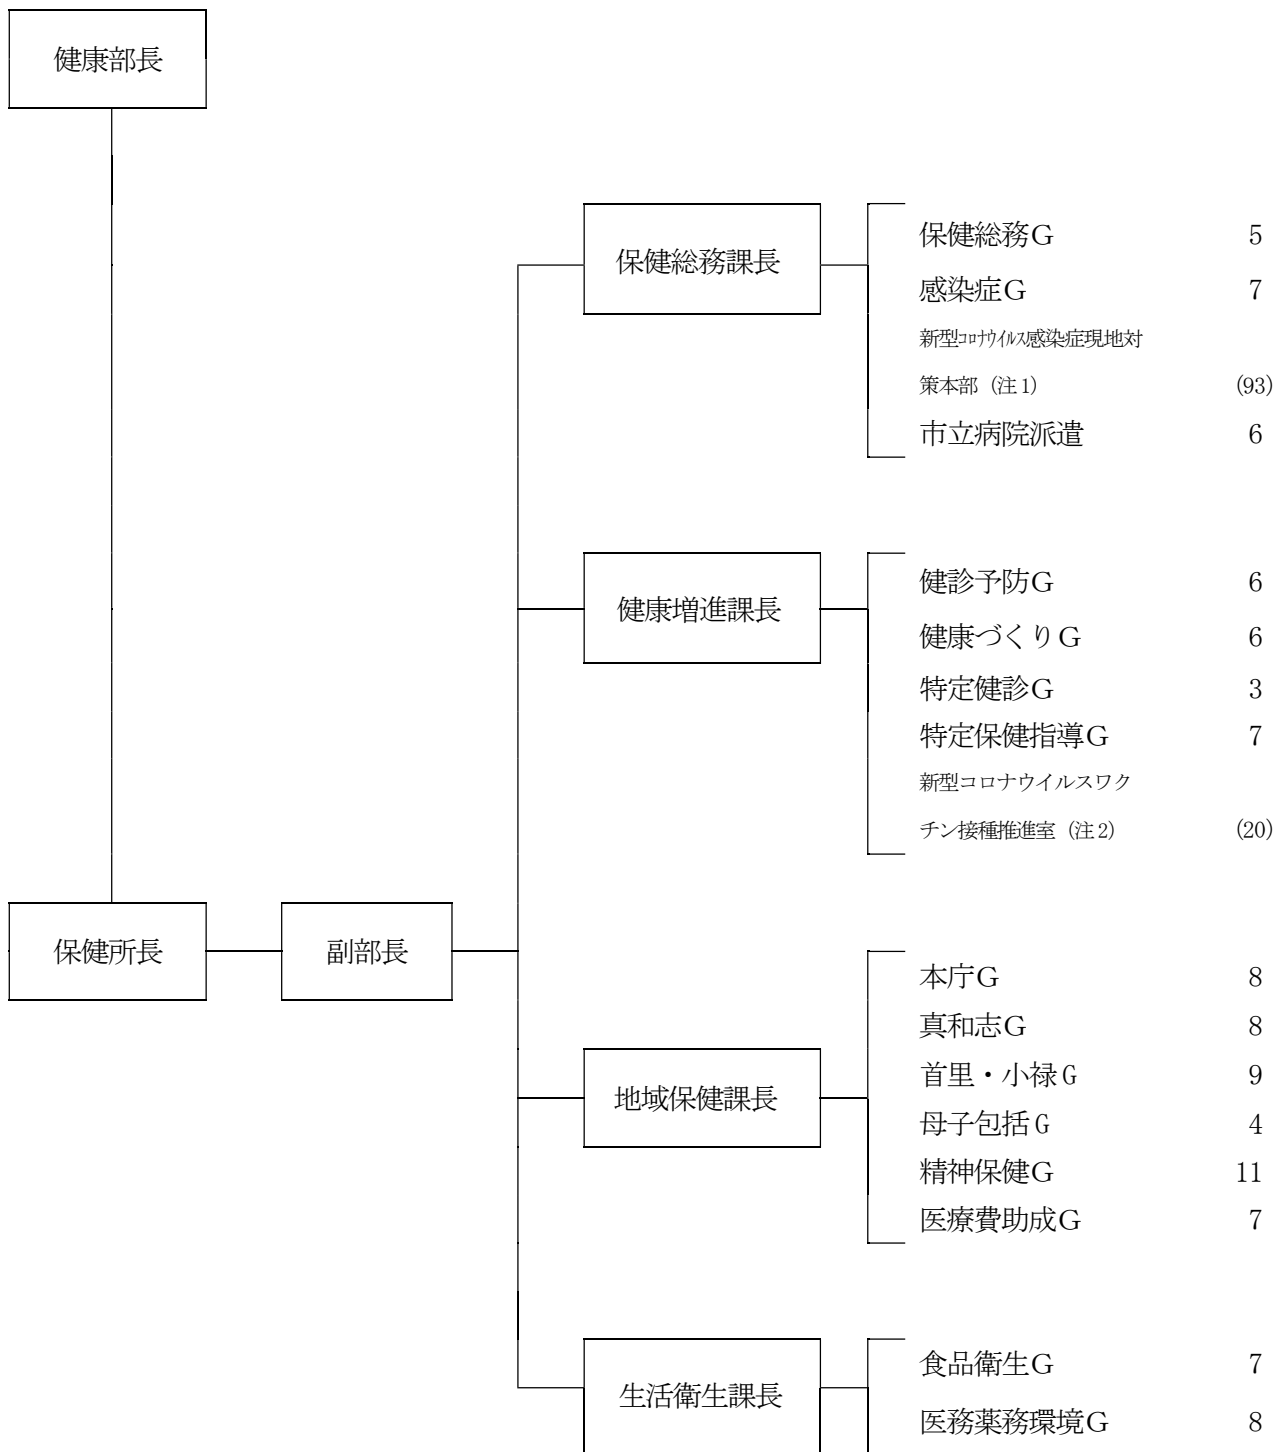 健康部長
保健総務課長
保健総務G 5
感染症G 7
新型ｺﾛﾅｳｲﾙｽ感染症現地対
策本部（注1） (93)
市立病院派遣 6
健康増進課長
健診予防G 6
健康づくりG 6
特定健診G 3
特定保健指導G 7
新型コロナウイルスワク
チン接種推進室（注2） (20)
保健所長
副部長
地域保健課長
本庁G 8
真和志G 8
首里・小禄G 9
母子包括G 4
精神保健G 11
医療費助成G 7
生活衛生課長
食品衛生G 7
医務薬務環境G 8